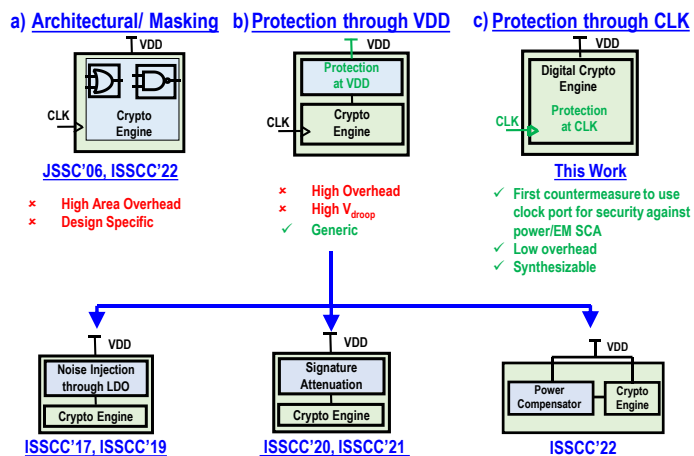 a) Architectural/ Masking
VDD
CLK
Crypto
Engine
JSSC'06, ISSCC'22
✗ High Area Overhead
✗ Design Specific
b) Protection through VDD
VDD
Protection
at VDD
CLK
Crypto
Engine
✗ High Overhead
✗ High Vdroop
✓ Generic
c) Protection through CLK
VDD
Digital Crypto
Engine
CLK
Protection
at CLK
This Work
✓ First countermeasure to use
clock port for security against
power/EM SCA
✓ Low overhead
✓ Synthesizable
VDD
Noise Injection
through LDO
Crypto Engine
ISSCC'17, ISSCC'19
VDD
Signature
Attenuation
Crypto Engine
ISSCC'20, ISSCC'21
VDD
Power
Compensator
Crypto
Engine
ISSCC'22